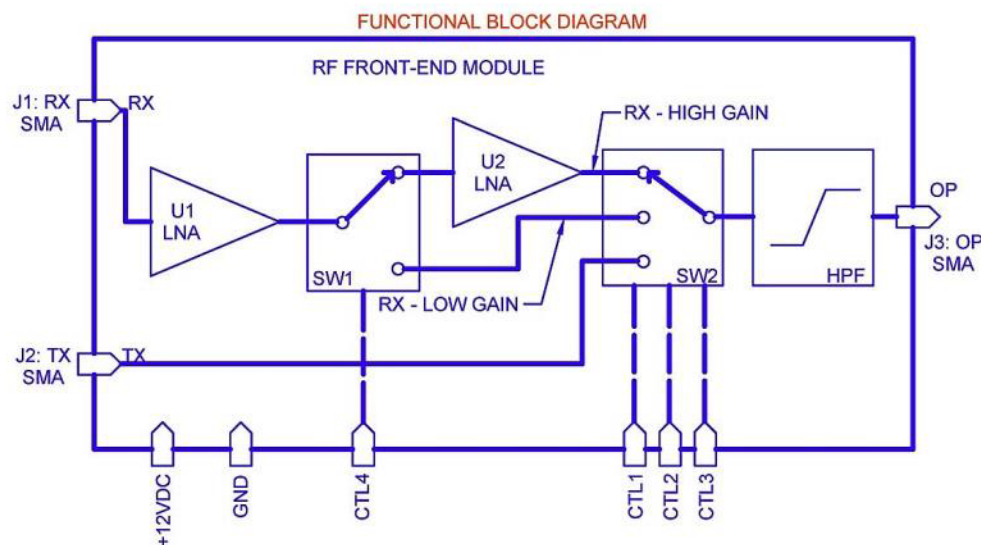 FUNCTIONAL BLOCK DIAGRAM
RF FRONT-END MODULE
J1: RX
SMA
RX
U1
LNA
SW1
U2
LNA
RX - HIGH GAIN
RX - LOW GAIN
SW2
HPF
OP
J3: OP
SMA
J2: TX
SMA
TX
+12VDC
GND
CTL4
CTL1
CTL2
CTL3